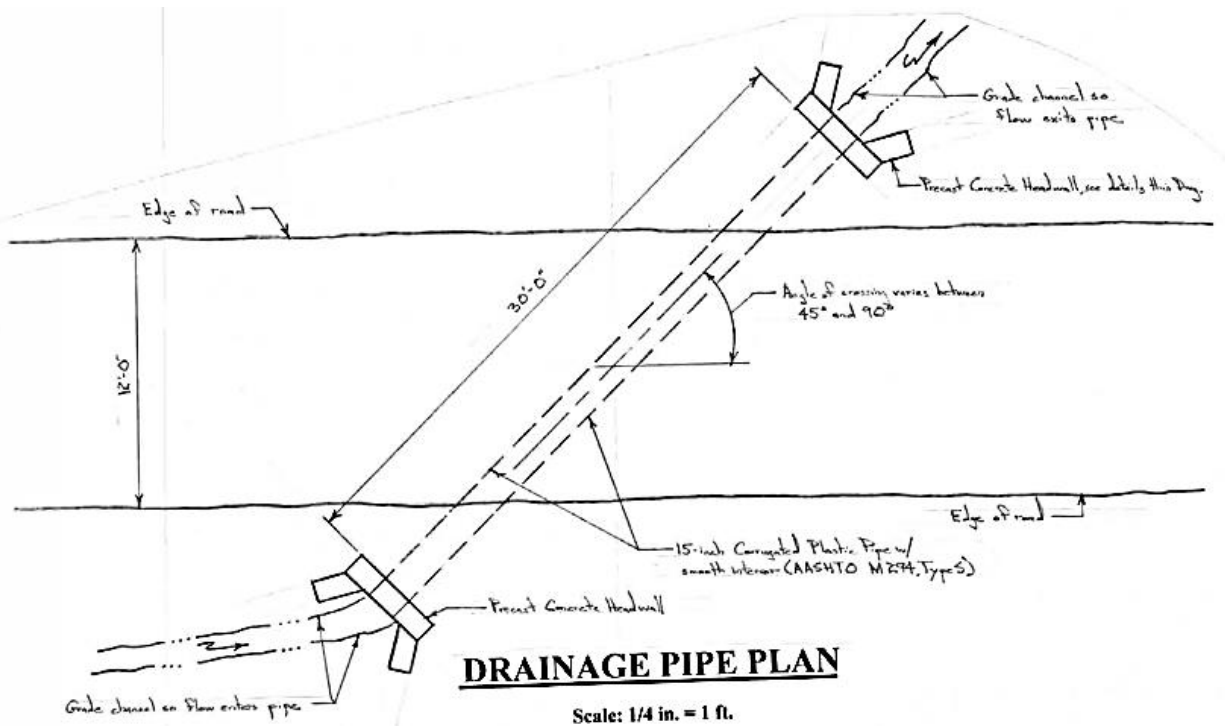 Grade channel so
flow exits pipe
Precast Concrete Headwall, see details this Dwg.
Edge of road
30'-0"
Angle of crossing varies between
45° and 90°
12'-0"
Edge of road
15-inch Corrugated Plastic Pipe w/
smooth interior (AASHTO M294, Type S)
Precast Concrete Headwall
Grade channel so flow enters pipe
DRAINAGE PIPE PLAN
Scale: 1/4 in. = 1 ft.